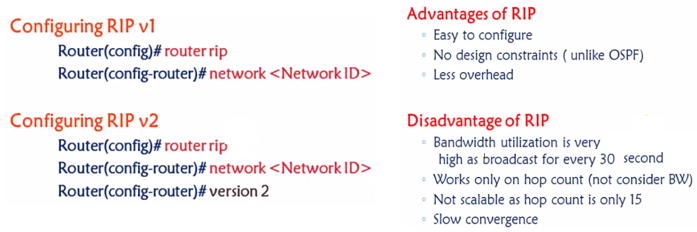 Configuring RIP v1
Router(config)# router rip
Router(config-router)# network <Network ID>
Configuring RIP v2
Router(config)# router rip
Router(config-router)# network <Network ID>
Router(config-router)# version 2
Advantages of RIP
Easy to configure
No design constraints ( unlike OSPF)
Less overhead
Disadvantage of RIP
Bandwidth utilization is very
high as broadcast for every 30 second
Works only on hop count (not consider BW)
Not scalable as hop count is only 15
Slow convergence